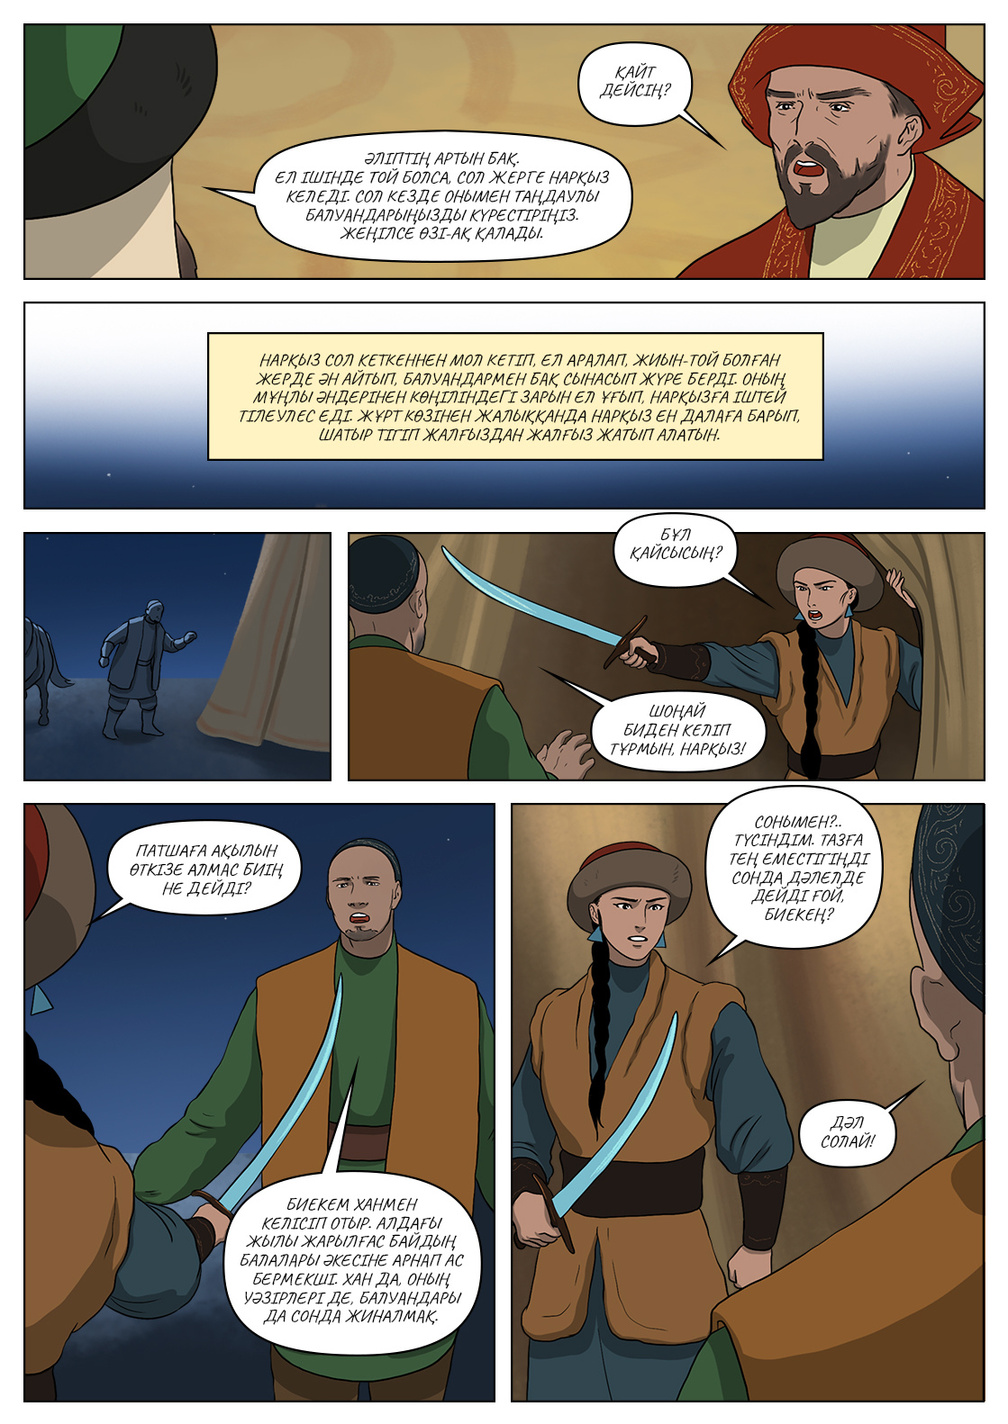 ҚАЙТ
ДЕЙСІҢ?
ӘЛІПТІҢ АРТЫН БАҚ.
ЕЛ ІШІНДЕ ТОЙ БОЛСА, СОЛ ЖЕРГЕ НАРҚЫЗ
КЕЛЕДІ. СОЛ КЕЗДЕ ОНЫМЕН ТАҢДАУЛЫ
БАЛУАНДАРЫҢЫЗДЫ КҮРЕСТІРІҢІЗ.
ЖЕҢІЛСЕ ӨЗІ-АҚ ҚАЛАДЫ.
НАРҚЫЗ СОЛ КЕТКЕННЕН МОЛ КЕТІП, ЕЛ АРАЛАП, ЖИЫН-ТОЙ БОЛҒАН
ЖЕРДЕ ӘН АЙТЫП, БАЛУАНДАРМЕН БАҚ СЫНАСЫП ЖҮРЕ БЕРДІ. ОНЫҢ
МҰҢЛЫ ӘНДЕРІНЕН КӨҢІЛІНДЕГІ ЗАРЫН ЕЛ ҰҒЫП, НАРҚЫЗҒА ІШТЕЙ
ТІЛЕУЛЕС ЕДІ. ЖҰРТ КӨЗІНЕН ЖАЛЫҚҚАНДА НАРҚЫЗ ЕН ДАЛАҒА БАРЫП,
ШАТЫР ТІГІП ЖАЛҒЫЗДАН ЖАЛҒЫЗ ЖАТЫП АЛАТЫН.
БҰЛ
ҚАЙСЫСЫҢ?
ШОҢАЙ
БИДЕН КЕЛІП
ТҰРМЫН, НАРҚЫЗ!
ПАТШАҒА АҚЫЛЫН
ӨТКІЗЕ АЛМАС БИІҢ
НЕ ДЕЙДІ?
БИЕКЕМ ХАНМЕН
КЕЛІСІП ОТЫР. АЛДАҒЫ
ЖЫЛЫ ЖАРЫЛҒАС БАЙДЫҢ
БАЛАЛАРЫ ӘКЕСІНЕ АРНАП АС
БЕРМЕКШІ. ХАН ДА, ОНЫҢ
УӘЗІРЛЕРІ ДЕ, БАЛУАНДАРЫ
ДА СОНДА ЖИНАЛМАҚ.
СОНЫМЕН?..
ТҮСІНДІМ. ТАЗҒА
ТЕҢ ЕМЕСТІГІҢДІ
СОНДА ДӘЛЕЛДЕ
ДЕЙДІ ҒОЙ,
БИЕКЕҢ?
ДӘЛ
СОЛАЙ!